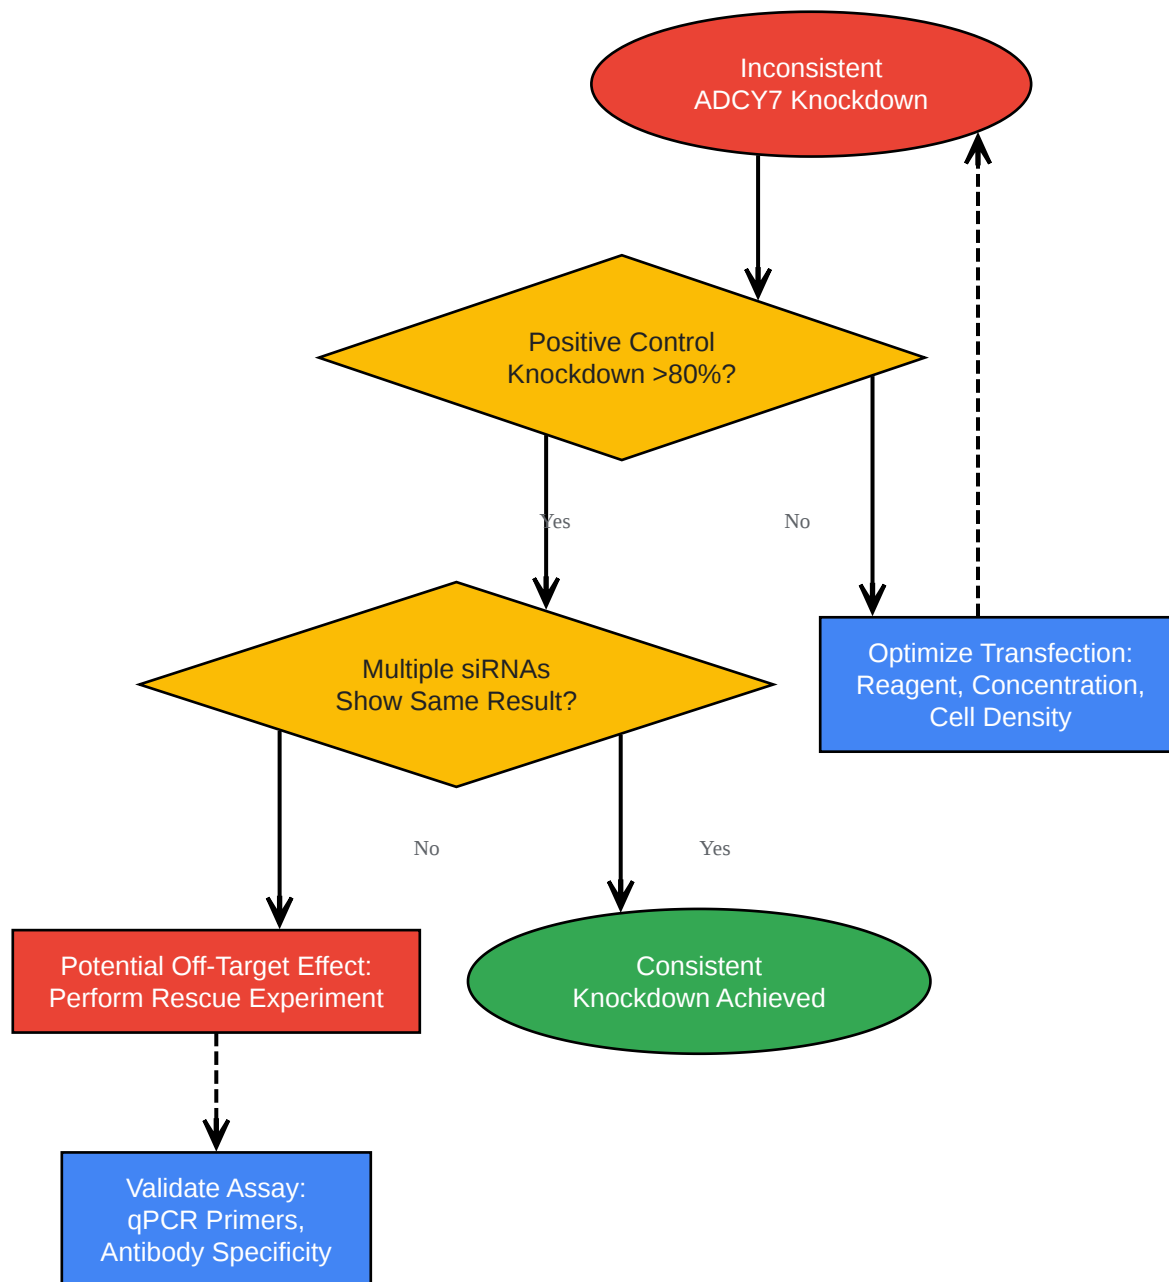 Inconsistent
ADCY7 Knockdown
Positive Control
Knockdown >80%?
Yes
No
Multiple siRNAs
Show Same Result?
Optimize Transfection:
Reagent, Concentration,
Cell Density
No
Yes
Potential Off-Target Effect:
Perform Rescue Experiment
Consistent
Knockdown Achieved
Validate Assay:
qPCR Primers,
Antibody Specificity